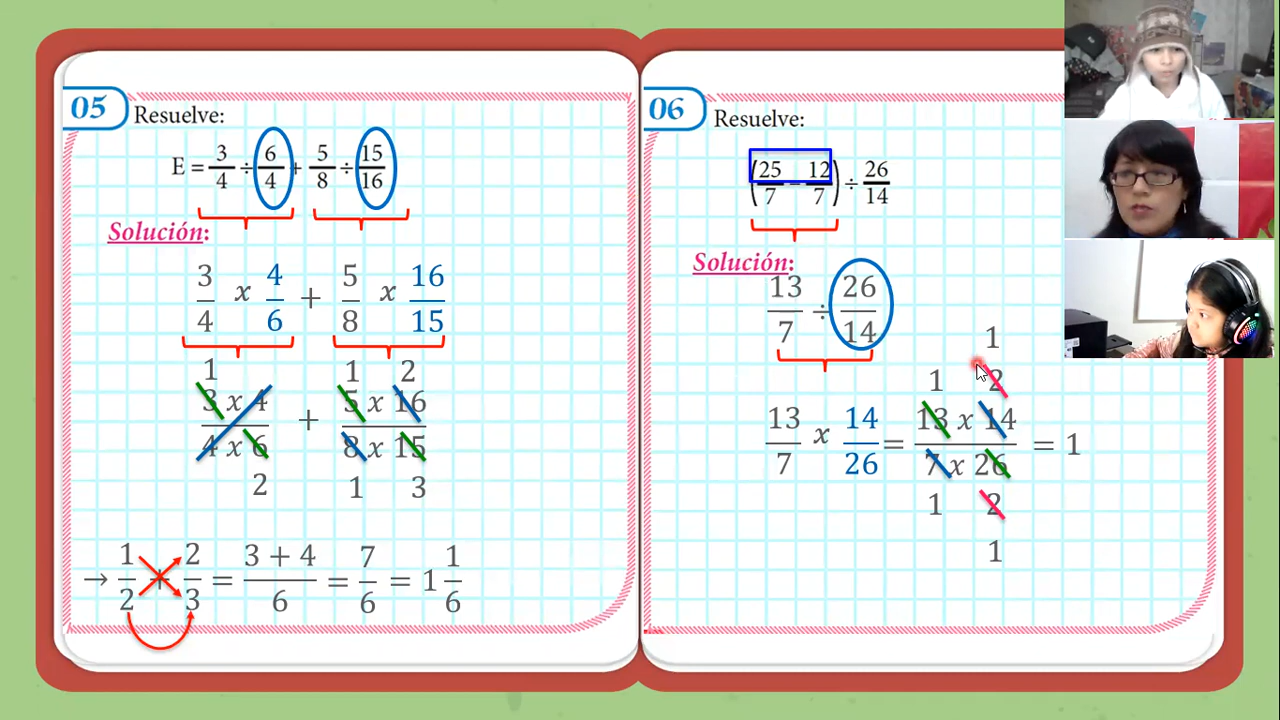 05 Resuelve:
E = 3/4 ÷ 6/4 + 5/8 ÷ 15/16
Solución:
3/4 x 4/6 + 5/8 x 16/15
1 1 2
3 x 4 / 4 x 6 + 5 x 16 / 8 x 15
2 1 3
→ 1/2 + 2/3 = 3 + 4 / 6 = 7/6 = 1 1/6
06 Resuelve:
(25/7 − 12/7) ÷ 26/14
Solución:
13/7 ÷ 26/14
1
1 2
13/7 x 14/26 = 13 x 14 / 7 x 26 = 1
1 2
1